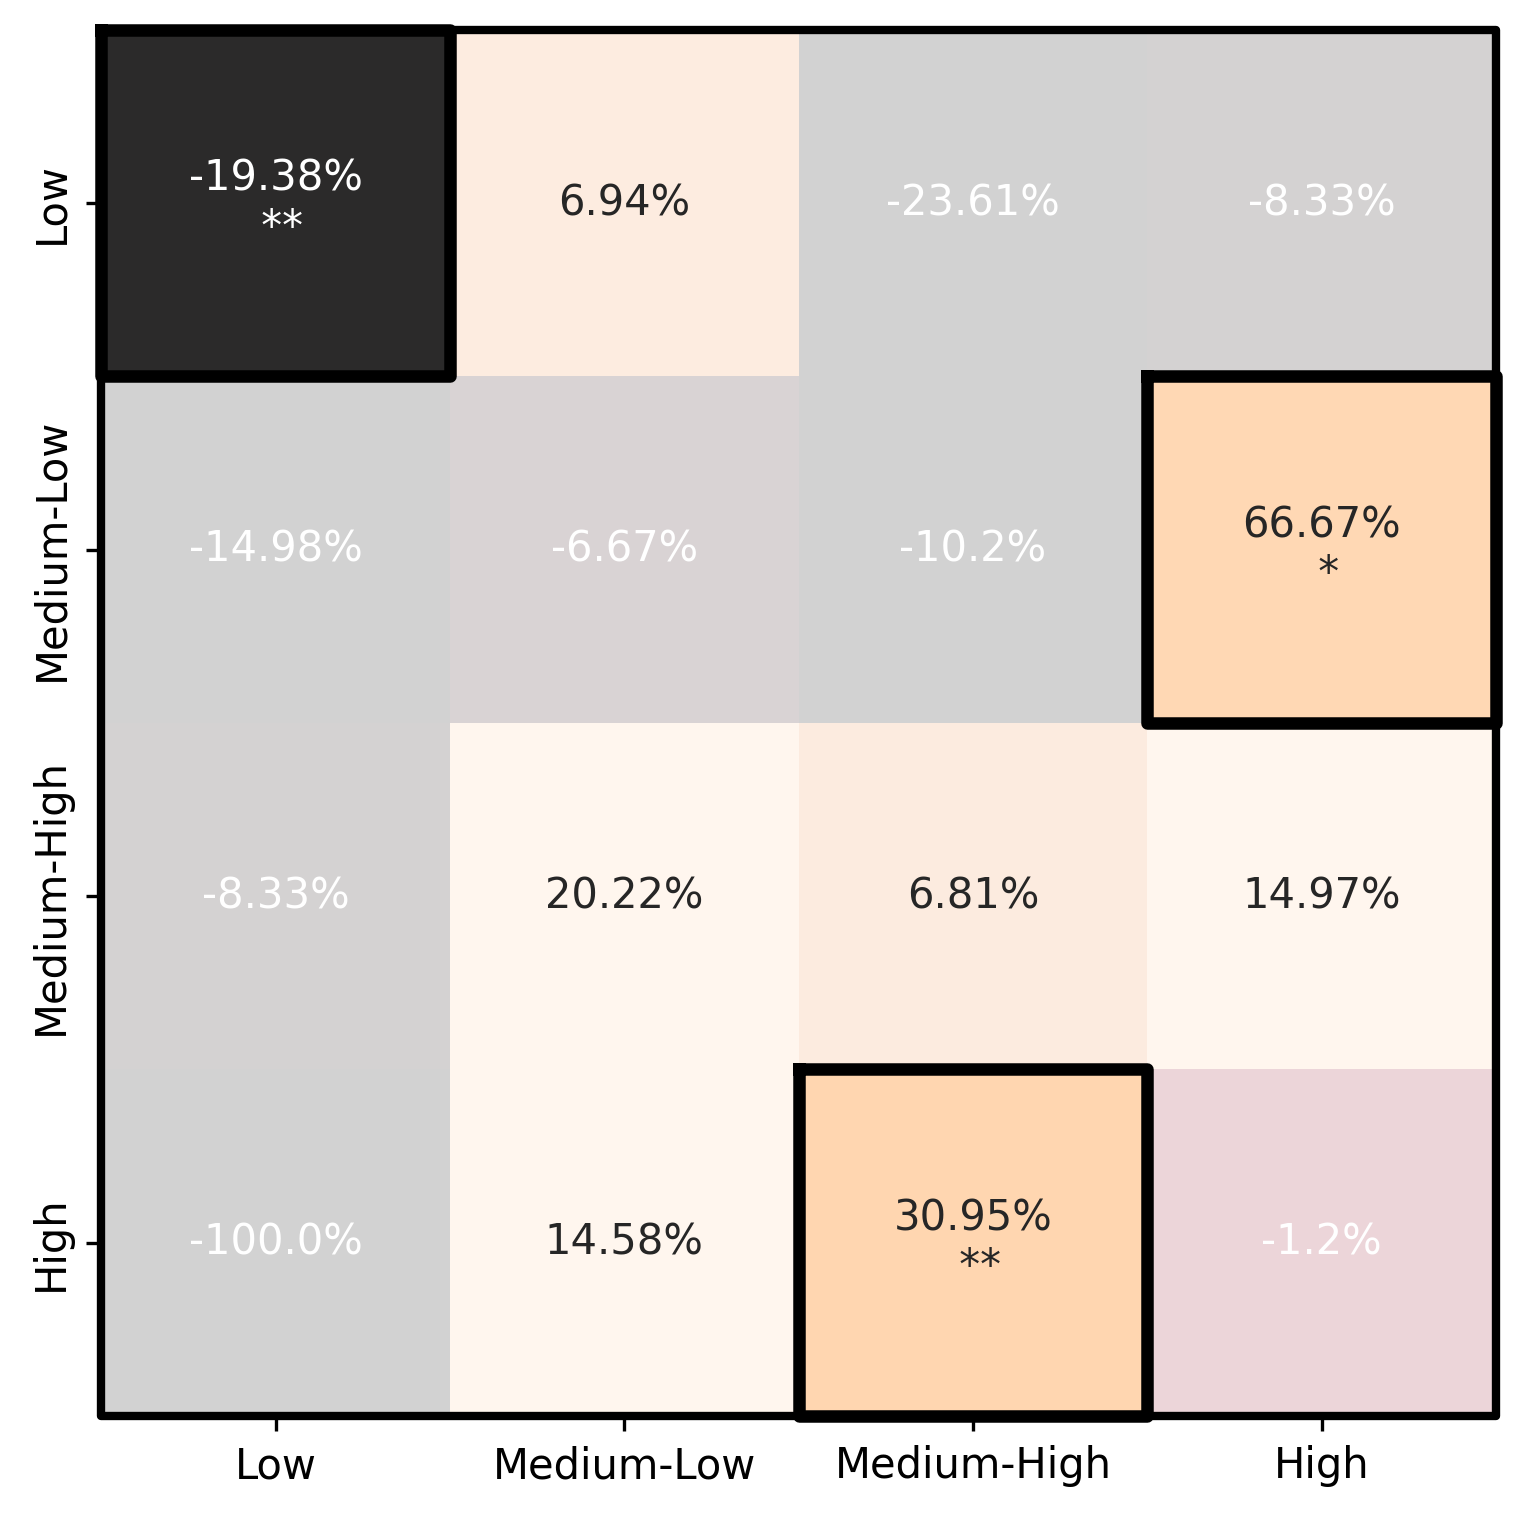 Low
-19.38%
**
6.94%
-23.61%
-8.33%
Medium-Low
-14.98%
-6.67%
-10.2%
66.67%
*
Medium-High
-8.33%
20.22%
6.81%
14.97%
High
-100.0%
14.58%
30.95%
**
-1.2%
Low
Medium-Low
Medium-High
High